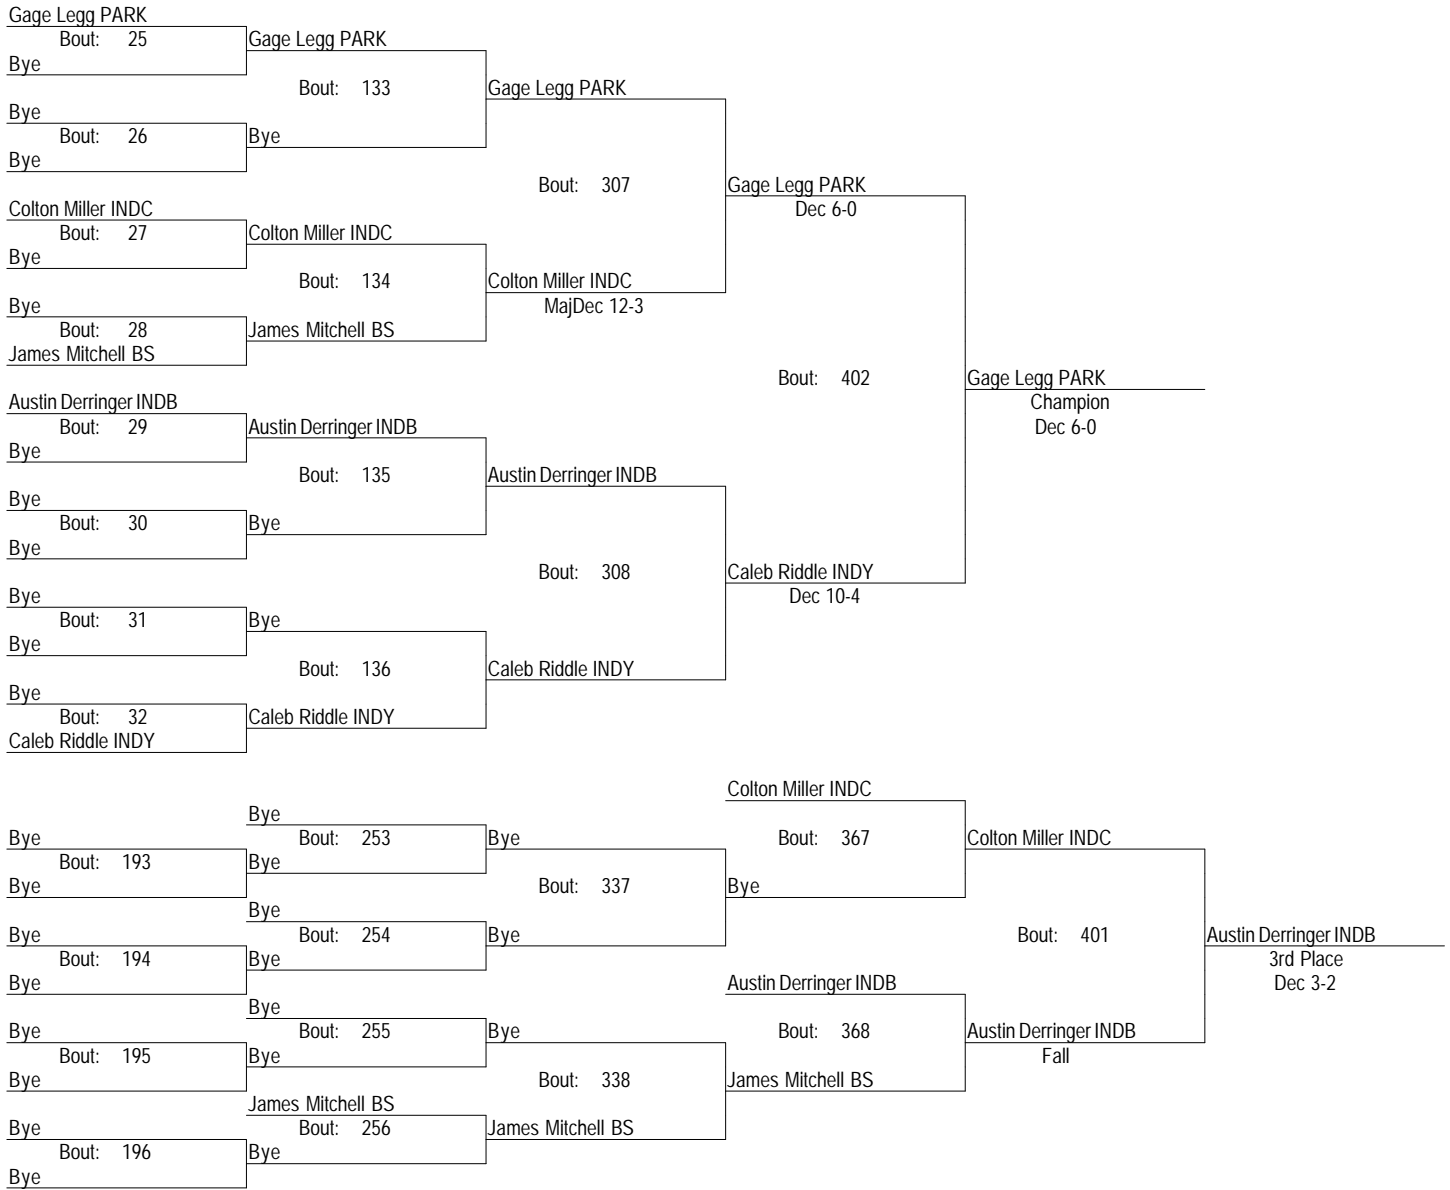 Gage Legg PARK
Bout: 25
Gage Legg PARK
Bye
Bout: 133
Gage Legg PARK
Bye
Bout: 26
Bye
Bye
Bout: 307
Gage Legg PARK
Dec 6-0
Colton Miller INDC
Bout: 27
Colton Miller INDC
Bye
Bout: 134
Colton Miller INDC
MajDec 12-3
Bye
Bout: 28
James Mitchell BS
James Mitchell BS
Bout: 402
Gage Legg PARK
Champion
Dec 6-0
Austin Derringer INDB
Bout: 29
Austin Derringer INDB
Bye
Bout: 135
Austin Derringer INDB
Bye
Bout: 30
Bye
Bye
Bout: 308
Caleb Riddle INDY
Dec 10-4
Bye
Bout: 31
Bye
Bye
Bout: 136
Caleb Riddle INDY
Bye
Bout: 32
Caleb Riddle INDY
Caleb Riddle INDY
Colton Miller INDC
Bye
Bye
Bout: 253
Bye
Bout: 367
Colton Miller INDC
Bout: 193
Bye
Bye
Bout: 337
Bye
Bye
Bye
Bout: 254
Bye
Bout: 401
Austin Derringer INDB
3rd Place
Dec 3-2
Bout: 194
Bye
Bye
Austin Derringer INDB
Bye
Bye
Bout: 255
Bye
Bout: 368
Austin Derringer INDB
Fall
Bout: 195
Bye
Bye
Bout: 338
James Mitchell BS
James Mitchell BS
Bye
Bout: 256
James Mitchell BS
Bout: 196
Bye
Bye